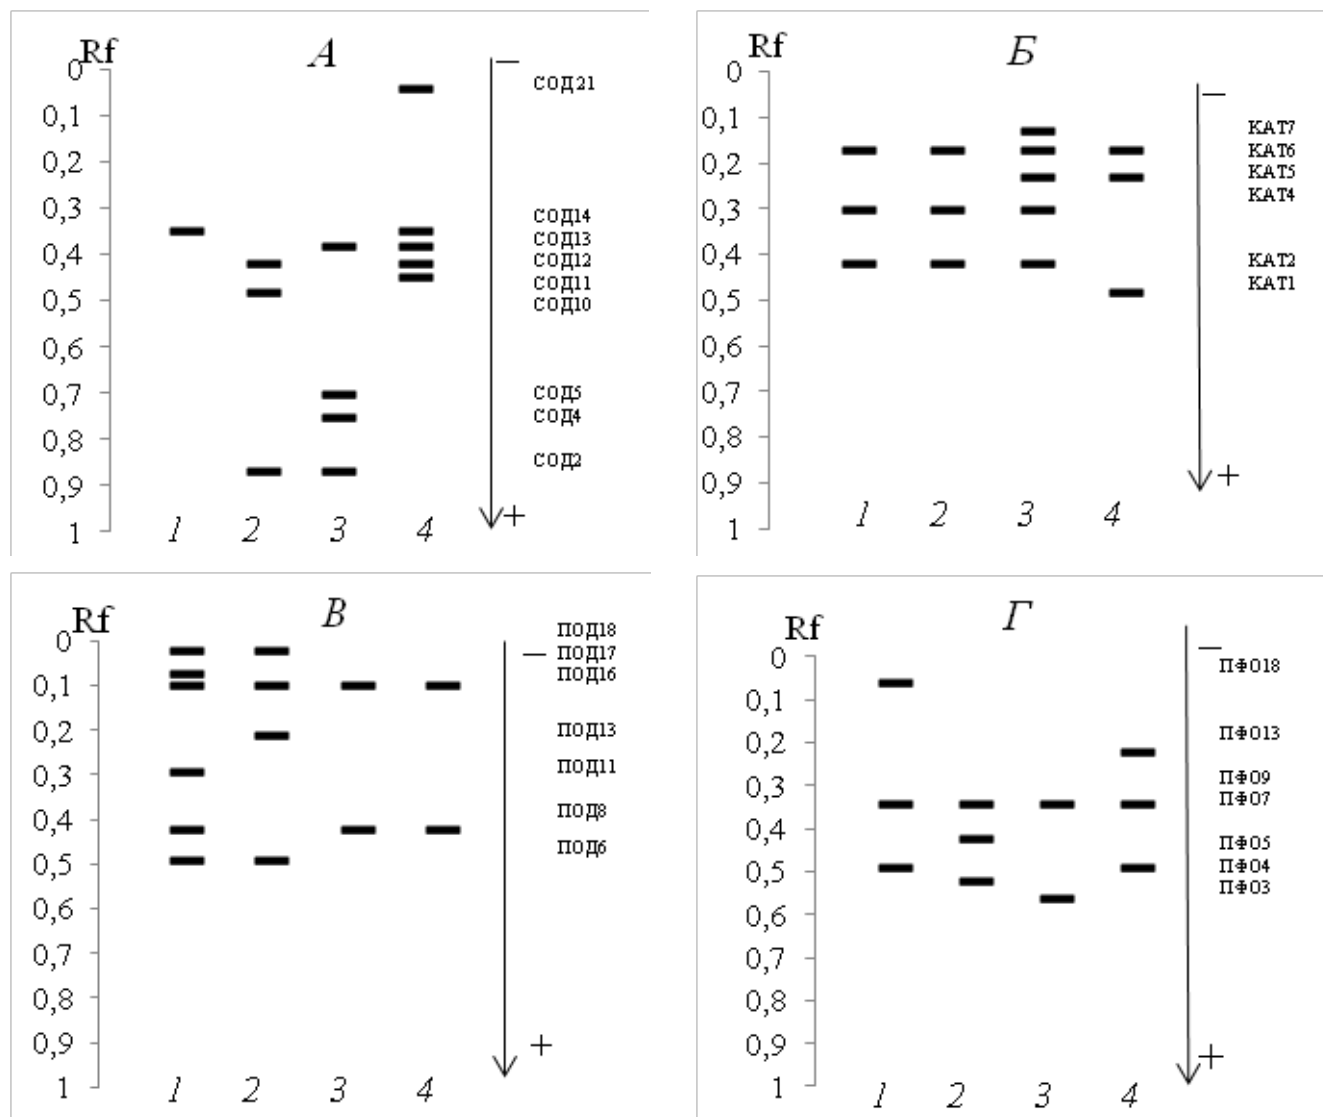 А
Rf
0
0,1
0,2
0,3
0,4
0,5
0,6
0,7
0,8
0,9
1
1 2 3 4
–
+
СОД21
СОД14
СОД13
СОД12
СОД11
СОД10
СОД5
СОД4
СОД2
Б
Rf
0
0,1
0,2
0,3
0,4
0,5
0,6
0,7
0,8
0,9
1
1 2 3 4
–
+
КАТ7
КАТ6
КАТ5
КАТ4
КАТ2
КАТ1
В
Rf
0
0,1
0,2
0,3
0,4
0,5
0,6
0,7
0,8
0,9
1
1 2 3 4
–
+
ПОД18
ПОД17
ПОД16
ПОД13
ПОД11
ПОД8
ПОД6
Г
Rf
0
0,1
0,2
0,3
0,4
0,5
0,6
0,7
0,8
0,9
1
1 2 3 4
–
+
ПФО18
ПФО13
ПФО9
ПФО7
ПФО5
ПФО4
ПФО3